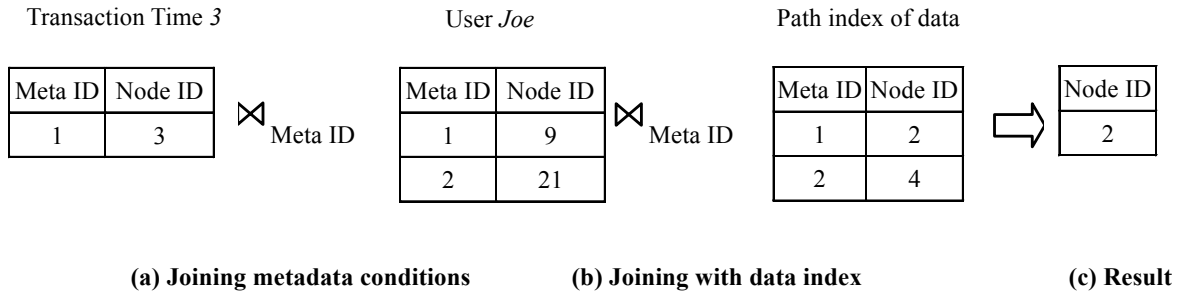 Transaction Time 3
User Joe
Path index of data
Meta ID Node ID
1 3
⋈ Meta ID
Meta ID Node ID
1 9
2 21
⋈ Meta ID
Meta ID Node ID
1 2
2 4
Node ID
2
(a) Joining metadata conditions
(b) Joining with data index
(c) Result